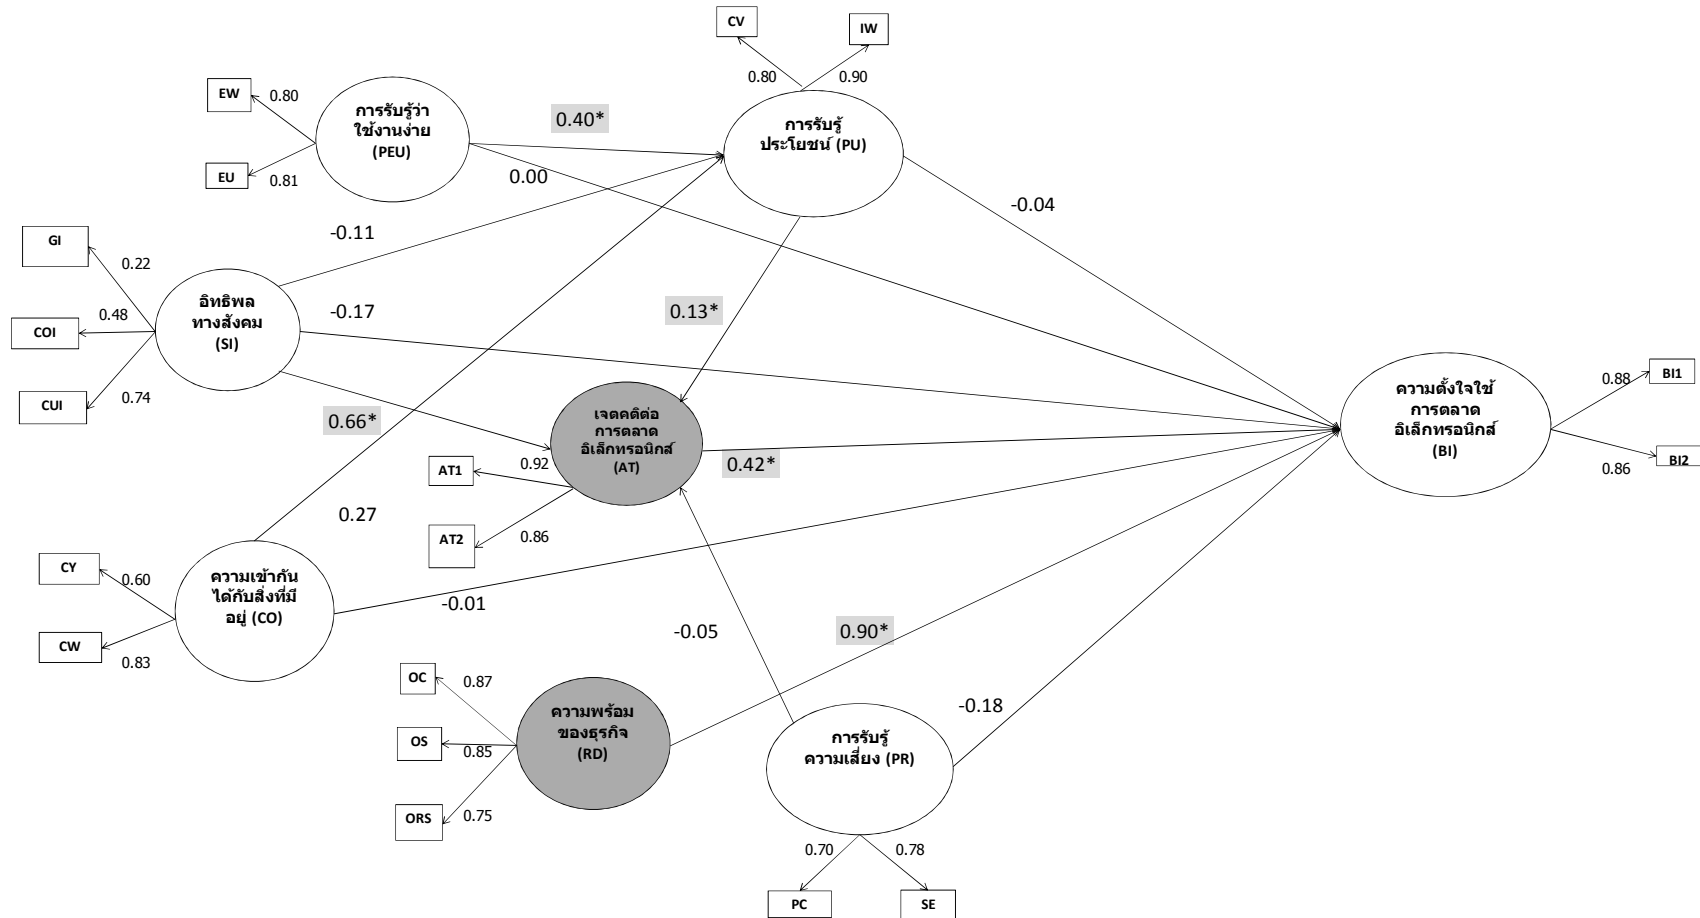 CV
IW
0.80
0.90
EW
0.80
EU
0.81
การรับรู้ว่า
ใช้งานง่าย
(PEU)
0.40*
การรับรู้
ประโยชน์ (PU)
0.00
-0.04
-0.11
GI
0.22
COI
0.48
CUI
0.74
อิทธิพล
ทางสังคม
(SI)
-0.17
0.13*
0.66*
เจตคติต่อ
การตลาด
อิเล็กทรอนิกส์
(AT)
AT1
0.92
AT2
0.86
0.42*
ความตั้งใจใช้
การตลาด
อิเล็กทรอนิกส์
(BI)
0.88
BI1
0.86
BI2
0.27
CY
0.60
CW
0.83
ความเข้ากัน
ได้กับสิ่งที่มี
อยู่ (CO)
-0.01
-0.05
0.90*
-0.18
OC
0.87
OS
0.85
ORS
0.75
ความพร้อม
ของธุรกิจ
(RD)
การรับรู้
ความเสี่ยง (PR)
0.70
0.78
PC
SE